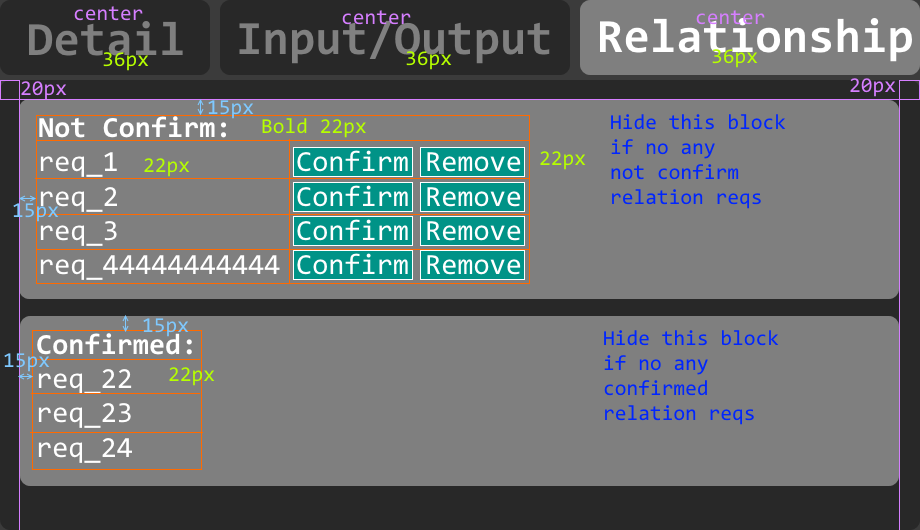 center
center
center
Detail
Input/Output
Relationship
36px
36px
36px
20px
20px
15px
Not Confirm:
Bold 22px
req_1
22px
Confirm
Remove
22px
req_2
Confirm
Remove
15px
req_3
Confirm
Remove
req_44444444444
Confirm
Remove
Hide this block
if no any
not confirm
relation reqs
15px
Confirmed:
15px
req_22
22px
req_23
req_24
Hide this block
if no any
confirmed
relation reqs